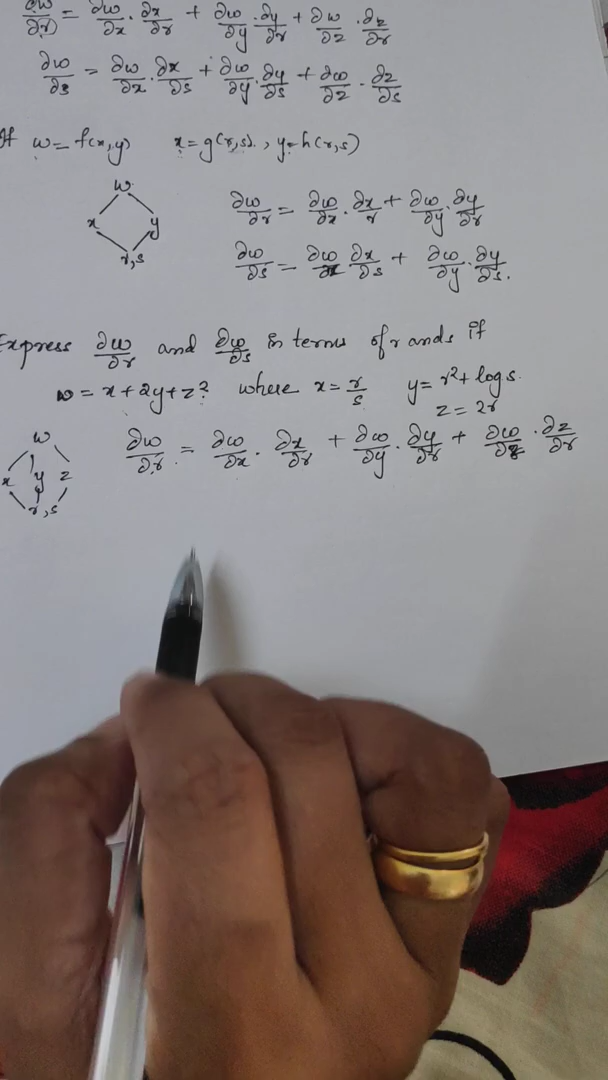 ∂w/∂r = ∂w/∂x · ∂x/∂r + ∂w/∂y · ∂y/∂r + ∂w/∂z · ∂z/∂r
∂w/∂s = ∂w/∂x · ∂x/∂s + ∂w/∂y · ∂y/∂s + ∂w/∂z · ∂z/∂s
If w = f(x,y) x = g(r,s), y = h(r,s)
w
x y
r,s
∂w/∂r = ∂w/∂x · ∂x/r + ∂w/∂y · ∂y/∂r
∂w/∂s = ∂w/∂x ∂x/∂s + ∂w/∂y · ∂y/∂s.
Express ∂w/∂r and ∂w/∂s in terms of r and s if
w = x + 2y + z² where x = r/s y = r² + log s
z = 2r
w
x y z
r,s
∂w/∂r = ∂w/∂x · ∂x/∂r + ∂w/∂y · ∂y/∂r + ∂w/∂z · ∂z/∂r